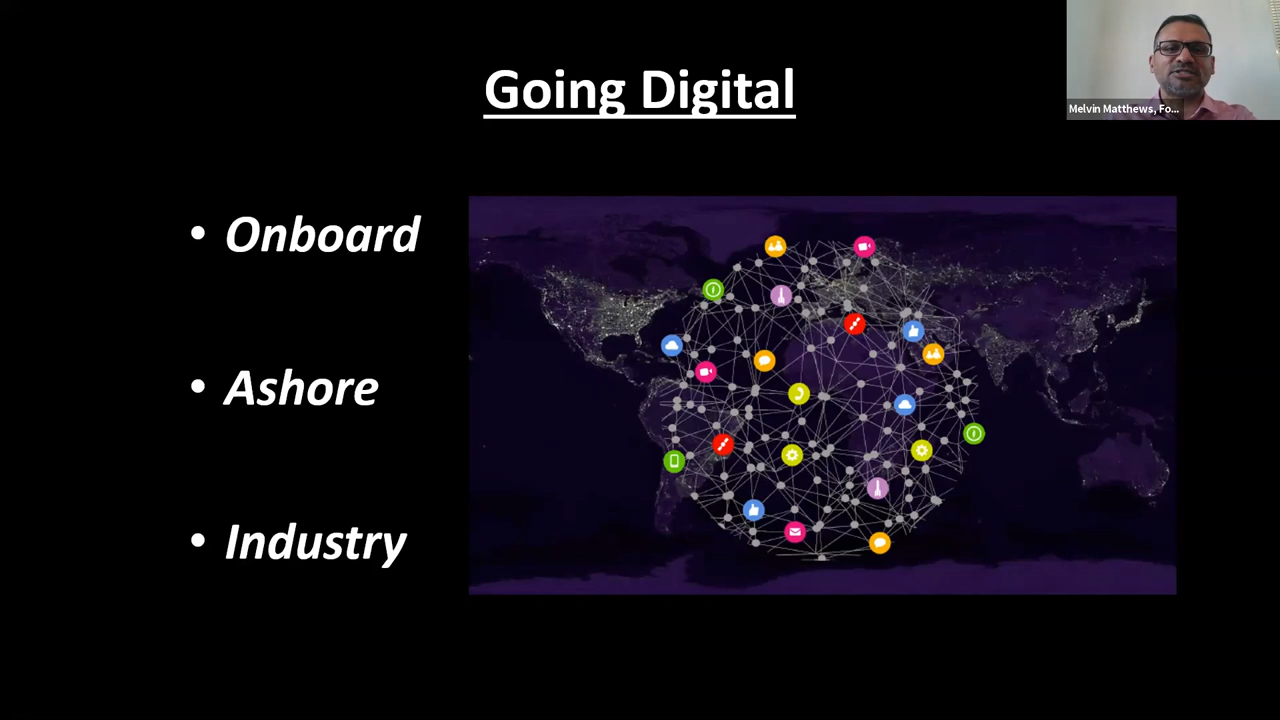 Going Digital
Melvin Matthews, Fo...
• Onboard
• Ashore
• Industry